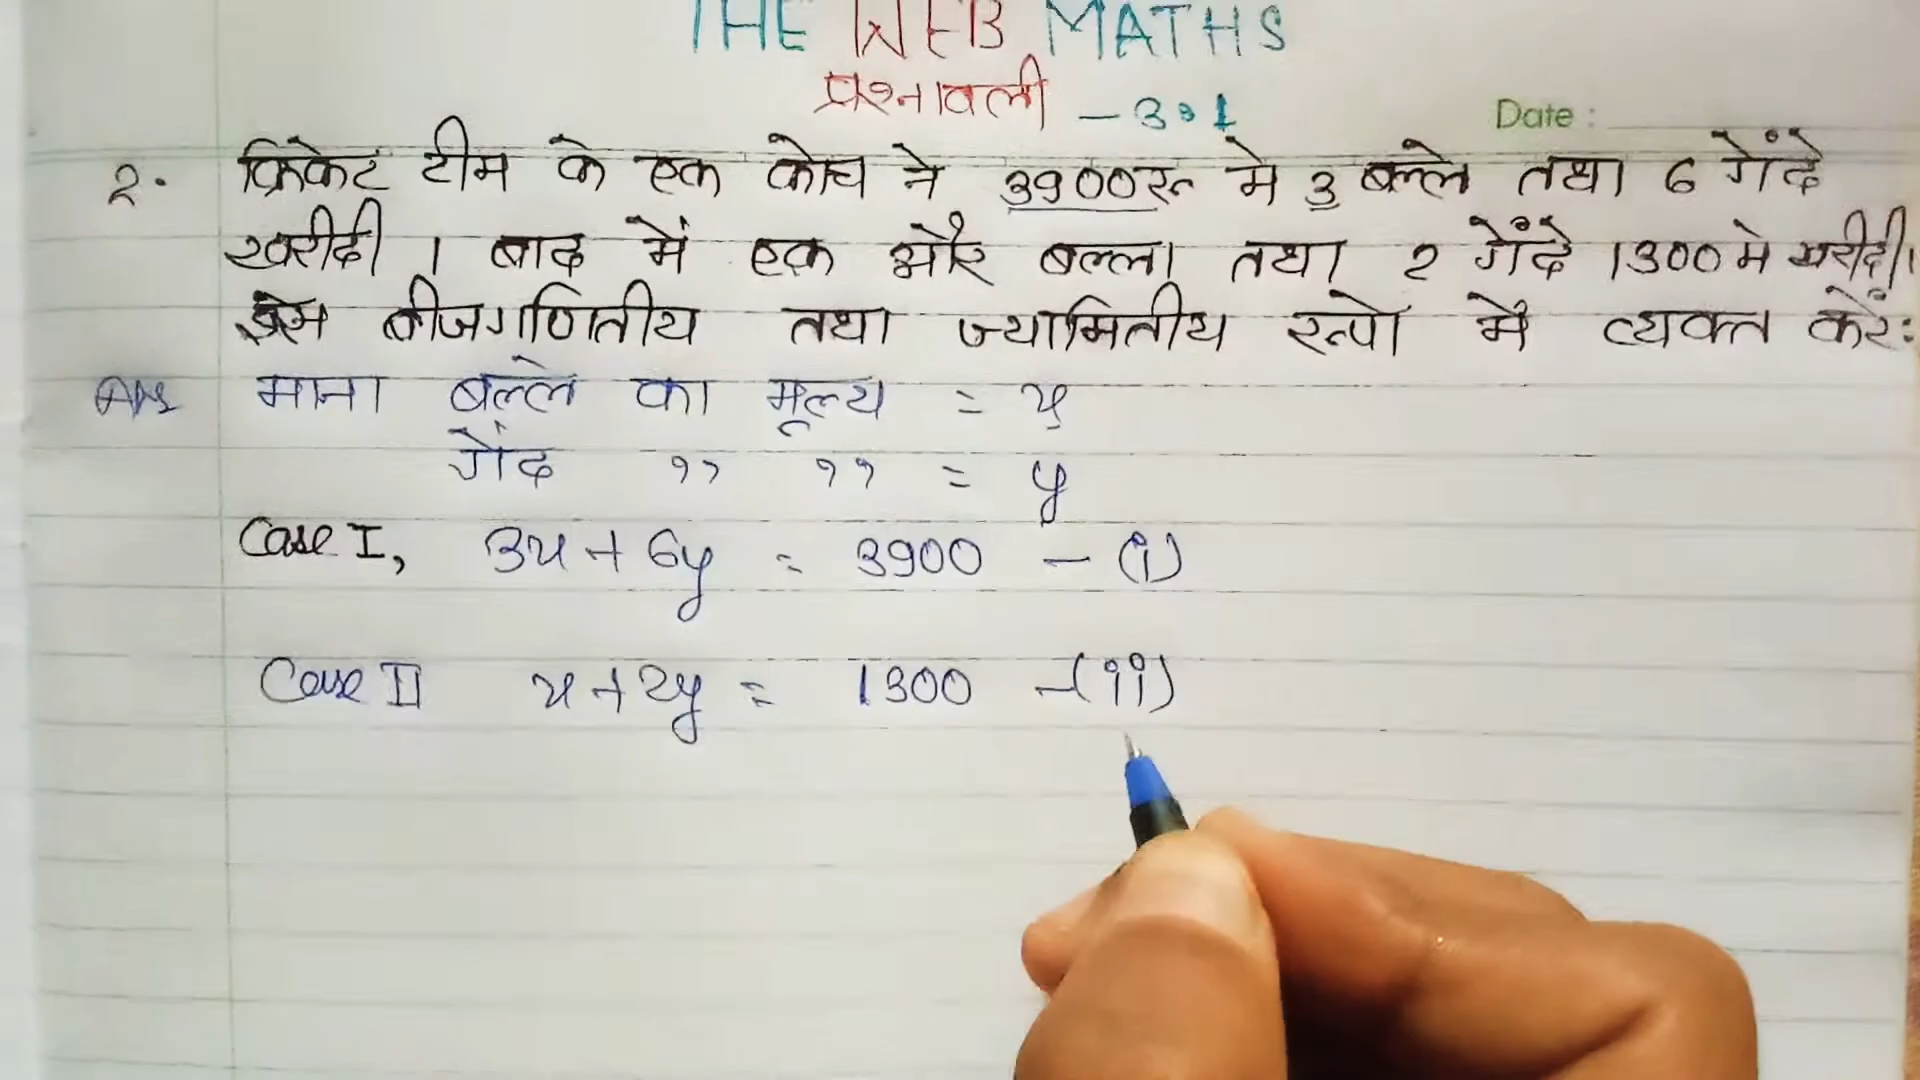 THE WEB MATHS
प्रश्नावली - 3.1
Date :
2. क्रिकेट टीम के एक कोच ने 3900रू मे 3 बल्ले तथा 6 गेंदे
खरीदी । बाद में एक और बल्ला तथा 2 गेंदे 1300 मे खरीदी।
इस बीजगणितीय तथा ज्यामितीय रूपों में व्यक्त करें:
Ans माना बल्ले का मूल्य = x
गेंद ,, ,, = y
Case I, 3x + 6y = 3900 - (i)
Case II x + 2y = 1300 - (ii)